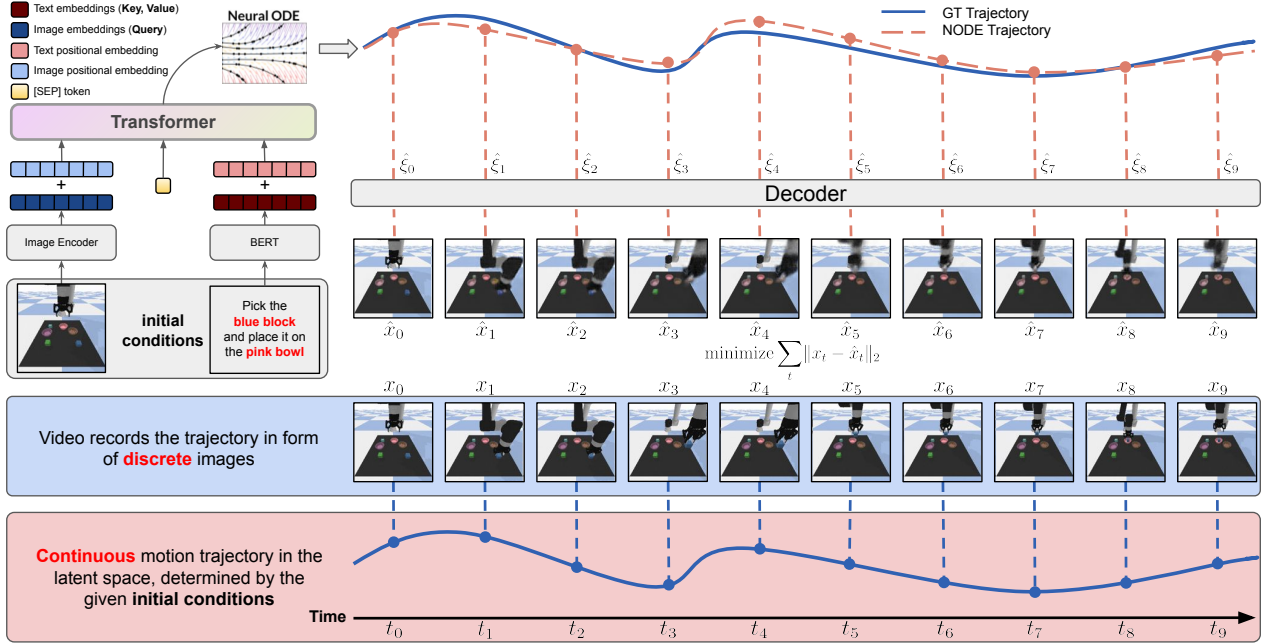 Text embeddings (Key, Value)
Image embeddings (Query)
Text positional embedding
Image positional embedding
[SEP] token
Neural ODE
GT Trajectory
NODE Trajectory
Transformer
+
+
Image Encoder
BERT
initial
conditions
Pick the
blue block
and place it on
the pink bowl
ξ̂₀ ξ̂₁ ξ̂₂ ξ̂₃ ξ̂₄ ξ̂₅ ξ̂₆ ξ̂₇ ξ̂₈ ξ̂₉
Decoder
x̂₀ x̂₁ x̂₂ x̂₃ x̂₄ x̂₅ x̂₆ x̂₇ x̂₈ x̂₉
minimize ∑ₜ ‖xₜ − x̂ₜ‖₂
x₀ x₁ x₂ x₃ x₄ x₅ x₆ x₇ x₈ x₉
Video records the trajectory in form
of discrete images
Continuous motion trajectory in the
latent space, determined by the
given initial conditions
Time
t₀ t₁ t₂ t₃ t₄ t₅ t₆ t₇ t₈ t₉